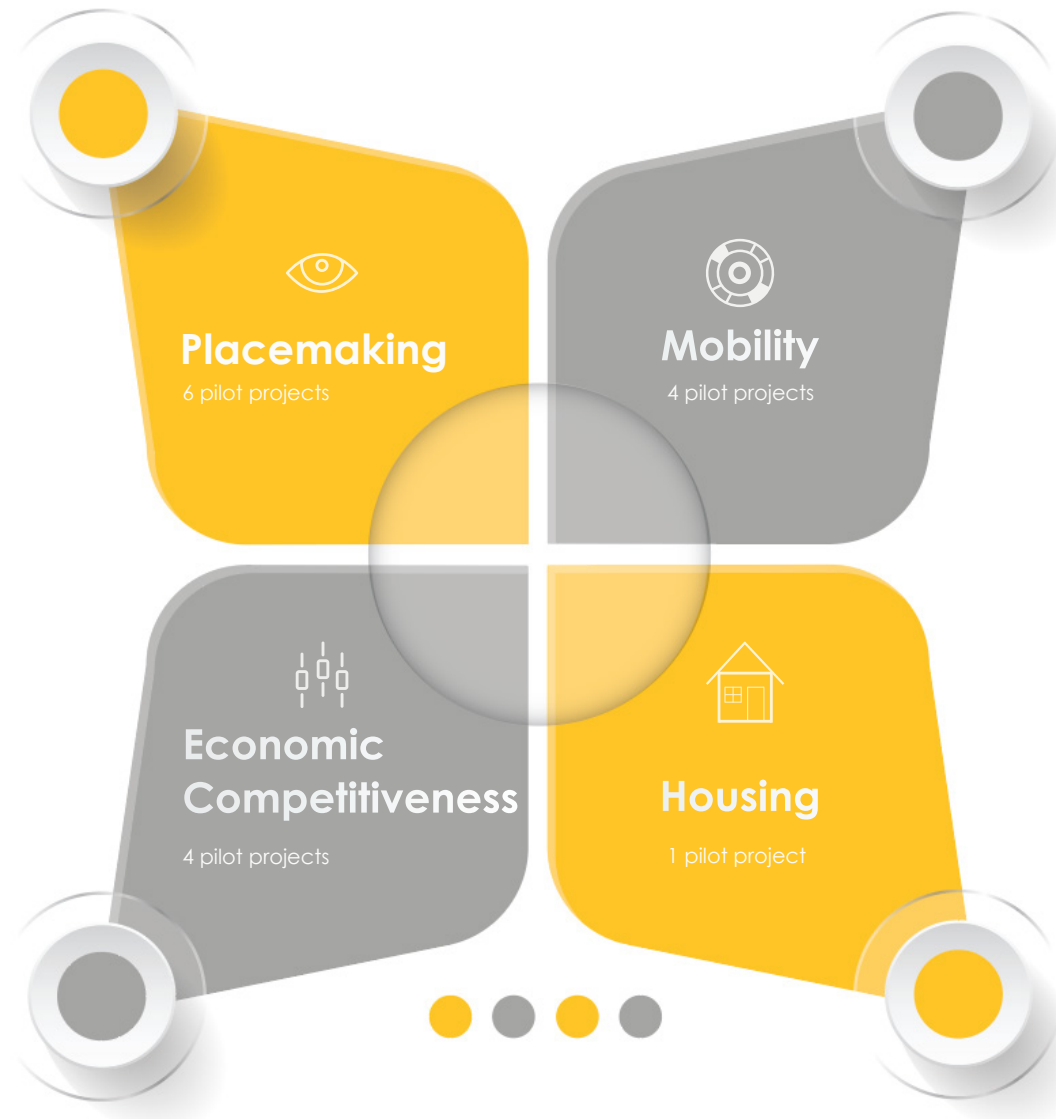 Placemaking
6 pilot projects
Mobility
4 pilot projects
Economic
Competitiveness
4 pilot projects
Housing
1 pilot project